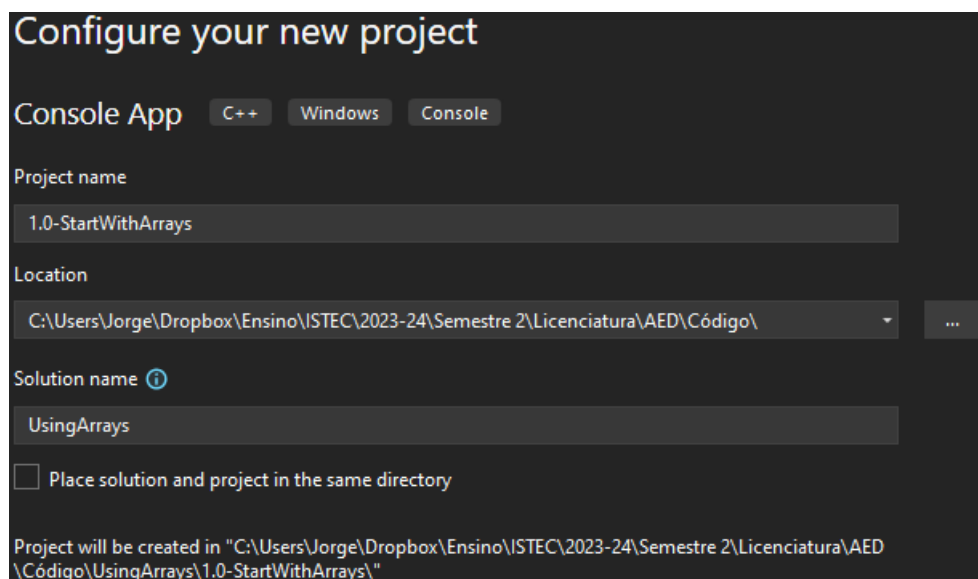 Configure your new project
Console App C++ Windows Console
Project name
1.0-StartWithArrays
Location
C:\Users\Jorge\Dropbox\Ensino\ISTEC\2023-24\Semestre 2\Licenciatura\AED\Código\ ...
Solution name
UsingArrays
Place solution and project in the same directory
Project will be created in "C:\Users\Jorge\Dropbox\Ensino\ISTEC\2023-24\Semestre 2\Licenciatura\AED
\Código\UsingArrays\1.0-StartWithArrays\"